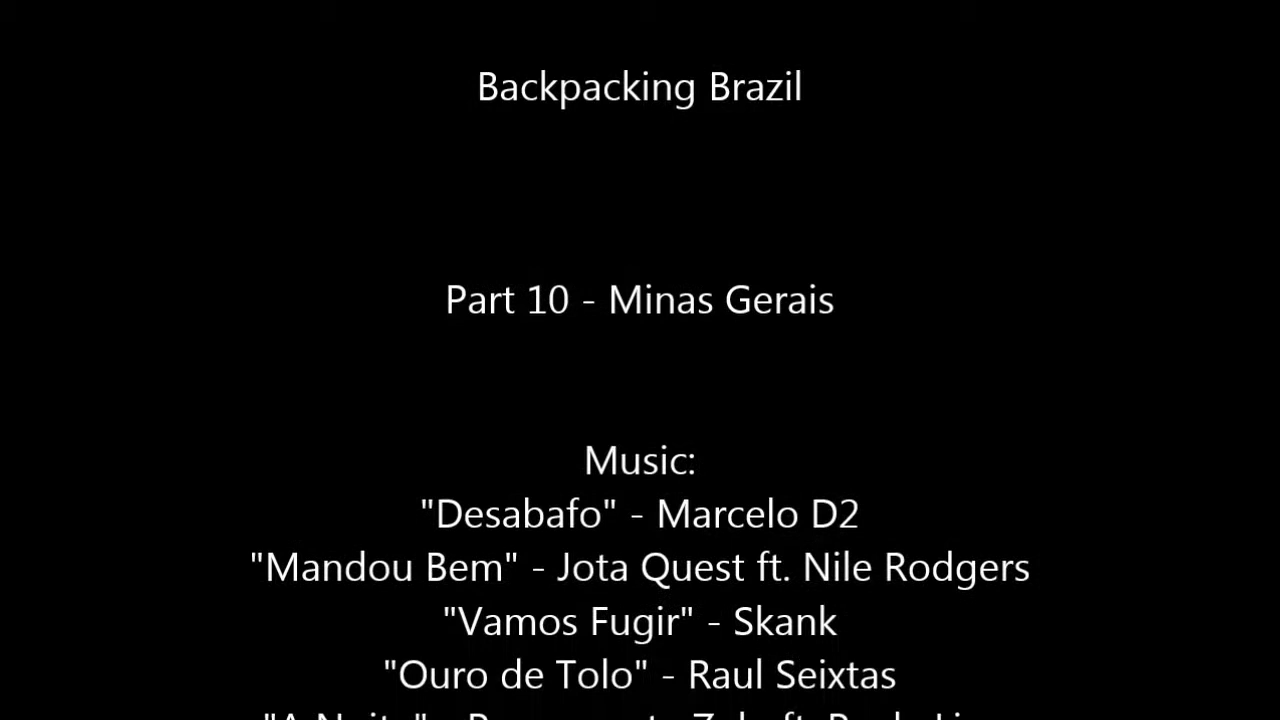 Backpacking Brazil
Part 10 - Minas Gerais
Music:
"Desabafo" - Marcelo D2
"Mandou Bem" - Jota Quest ft. Nile Rodgers
"Vamos Fugir" - Skank
"Ouro de Tolo" - Raul Seixtas